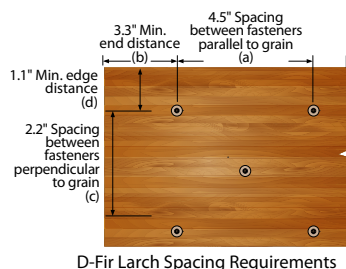 3.3" Min.
end distance
(b)
4.5" Spacing
between fasteners
parallel to grain
(a)
1.1" Min. edge
distance
(d)
2.2" Spacing
between
fasteners
perpendicular
to grain
(c)
D-Fir Larch Spacing Requirements